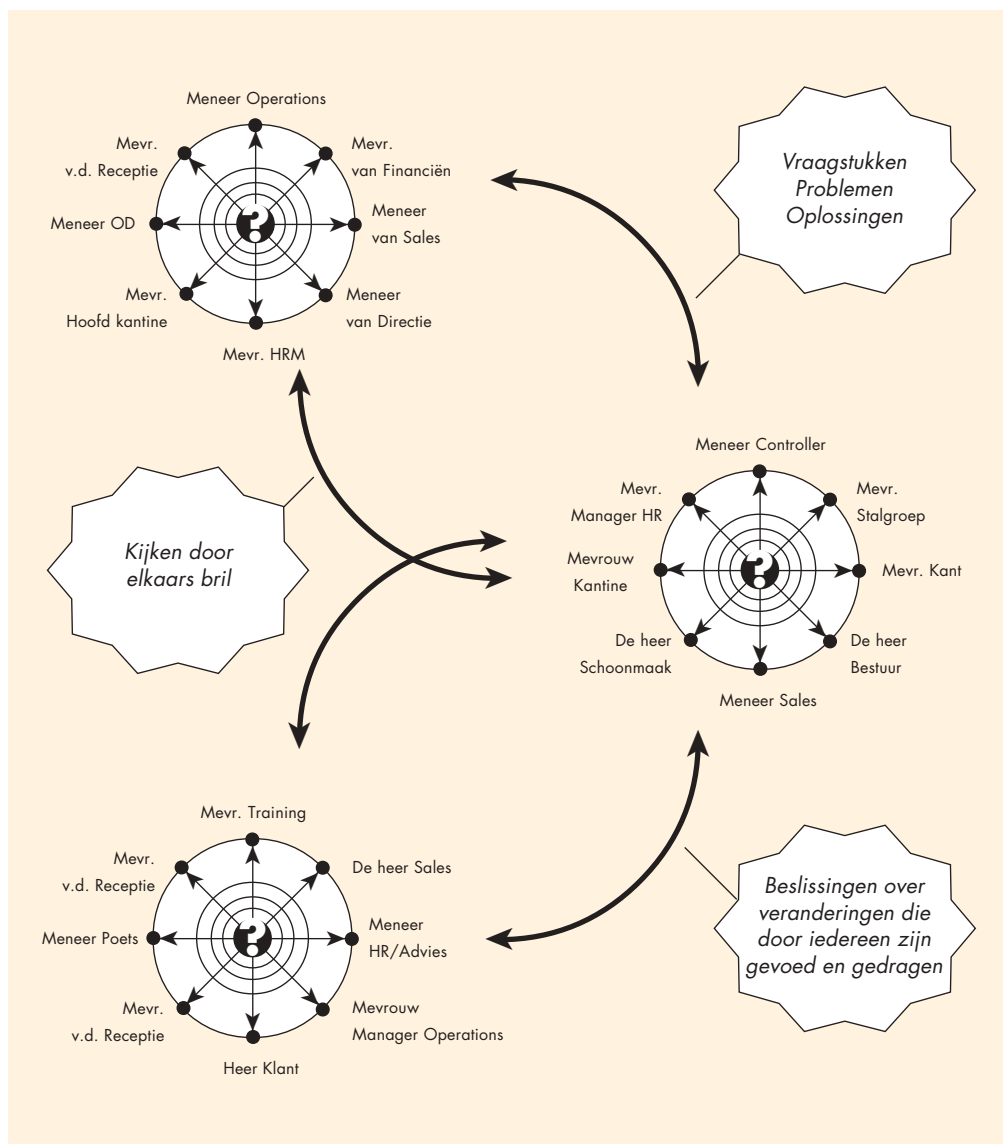 Meneer Operations
Mevr.
v.d. Receptie
Mevr.
van Financiën
Meneer OD
Meneer
van Sales
Mevr.
Hoofd kantine
Meneer
van Directie
Mevr. HRM
?
Vraagstukken
Problemen
Oplossingen
Kijken door
elkaars bril
Meneer Controller
Mevr.
Manager HR
Mevr.
Stalgroep
Mevrouw
Kantine
Mevr. Kant
De heer
Schoonmaak
De heer
Bestuur
Meneer Sales
?
Mevr. Training
Mevr.
v.d. Receptie
De heer Sales
Meneer Poets
Meneer
HR/Advies
Mevr.
v.d. Receptie
Mevrouw
Manager Operations
Heer Klant
?
Beslissingen over
veranderingen die
door iedereen zijn
gevoed en gedragen